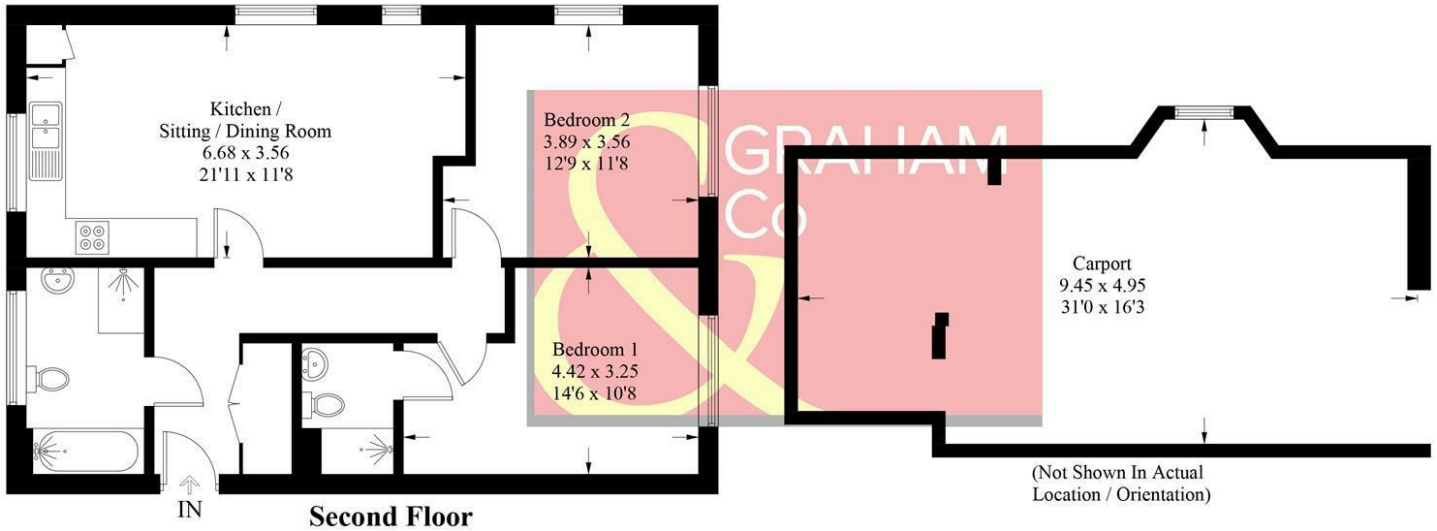 Kitchen /
Sitting / Dining Room
6.68 x 3.56
21'11 x 11'8
Bedroom 2
3.89 x 3.56
12'9 x 11'8
&
GRAHAM
Co
Carport
9.45 x 4.95
31'0 x 16'3
Bedroom 1
4.42 x 3.25
14'6 x 10'8
(Not Shown In Actual
Location / Orientation)
IN
Second Floor